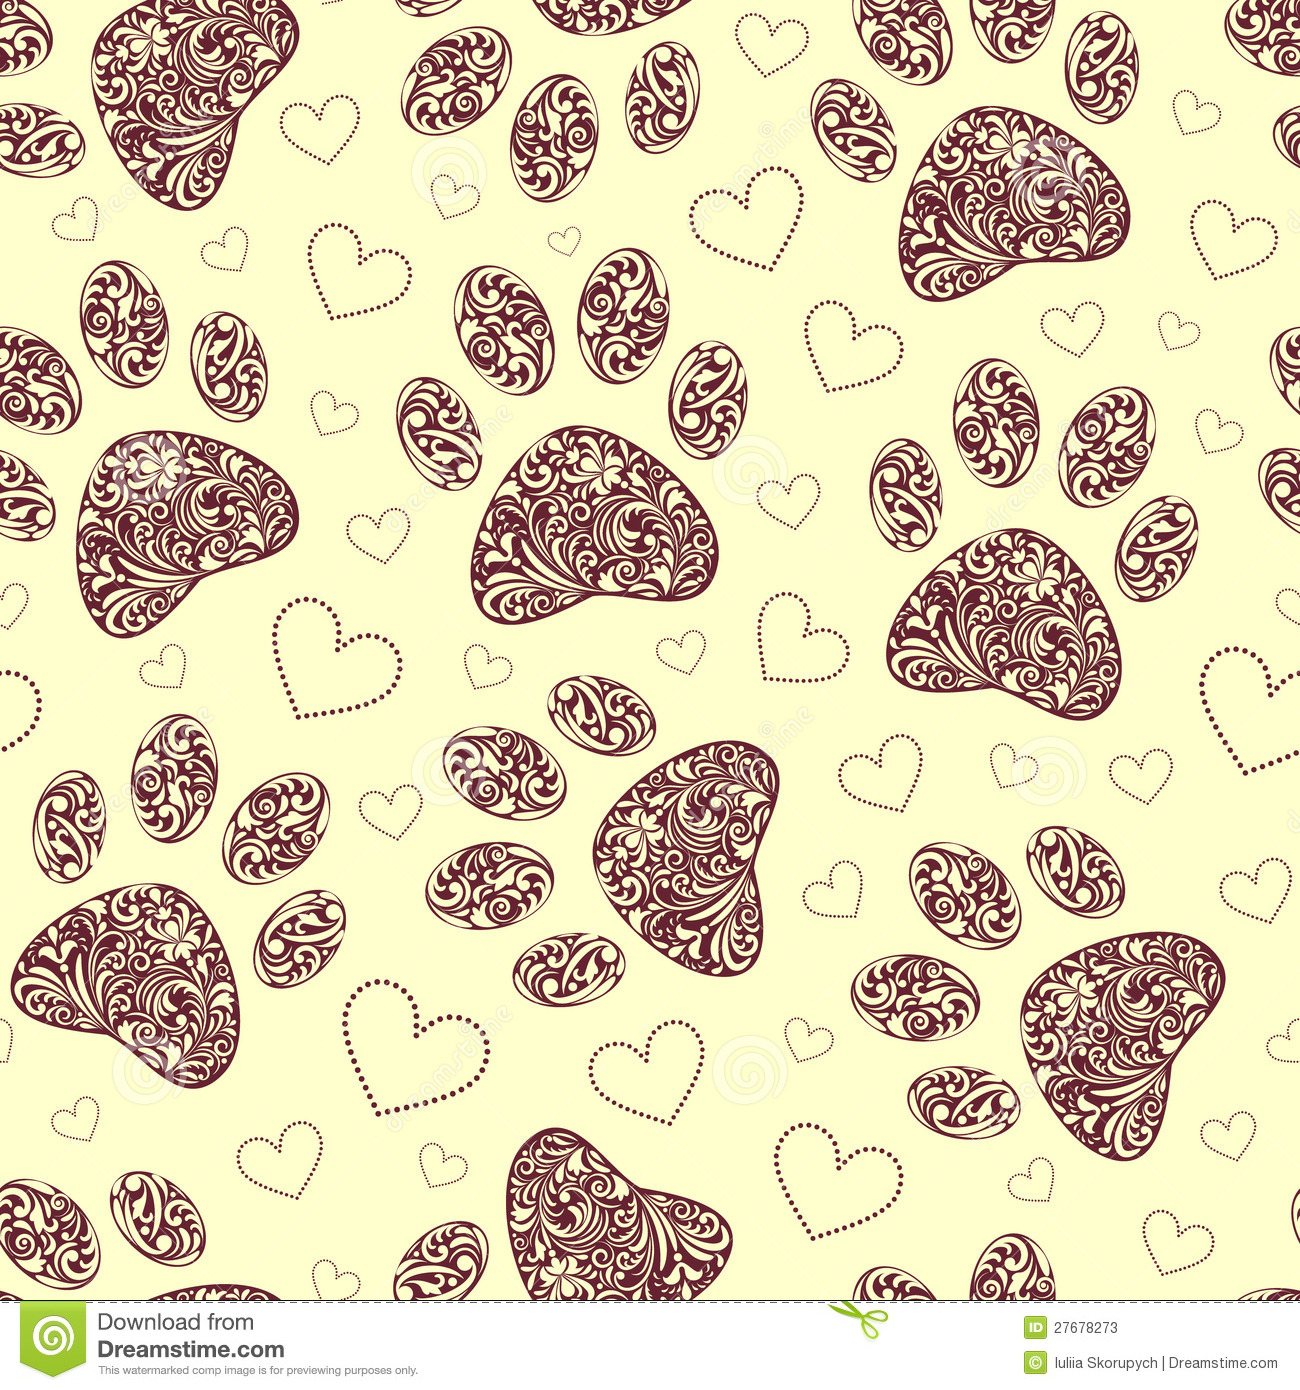 Download from
Dreamstime.com
This watermarked comp image is for previewing purposes only.
ID 27678273
© Iuliia Skorupych | Dreamstime.com